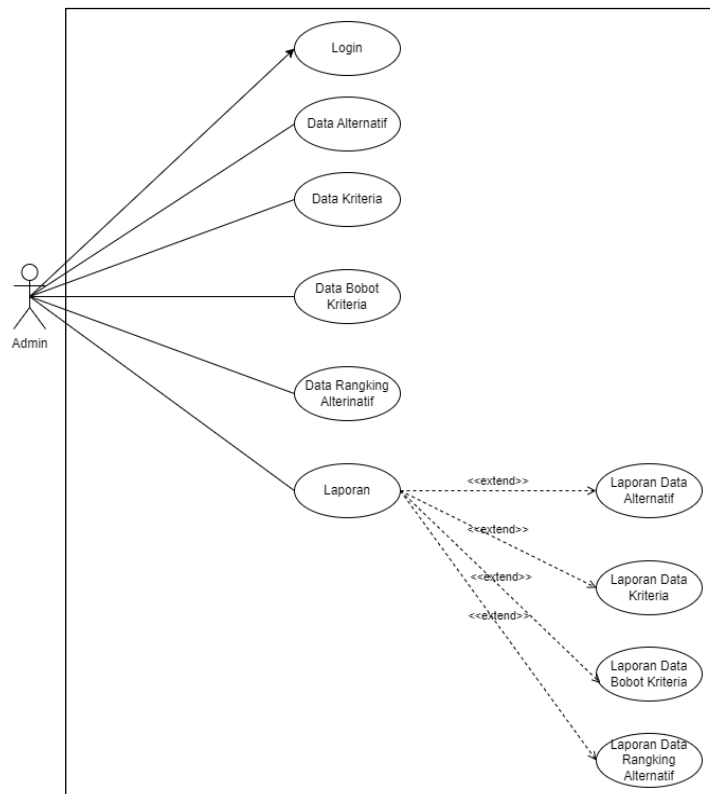 Login
Data Alternatif
Data Kriteria
Data Bobot
Kriteria
Admin
Data Rangking
Alterinatif
Laporan
<<extend>>
Laporan Data
Alternatif
<<extend>>
Laporan Data
Kriteria
<<extend>>
<<extend>>
Laporan Data
Bobot Kriteria
Laporan Data
Rangking
Alternatif